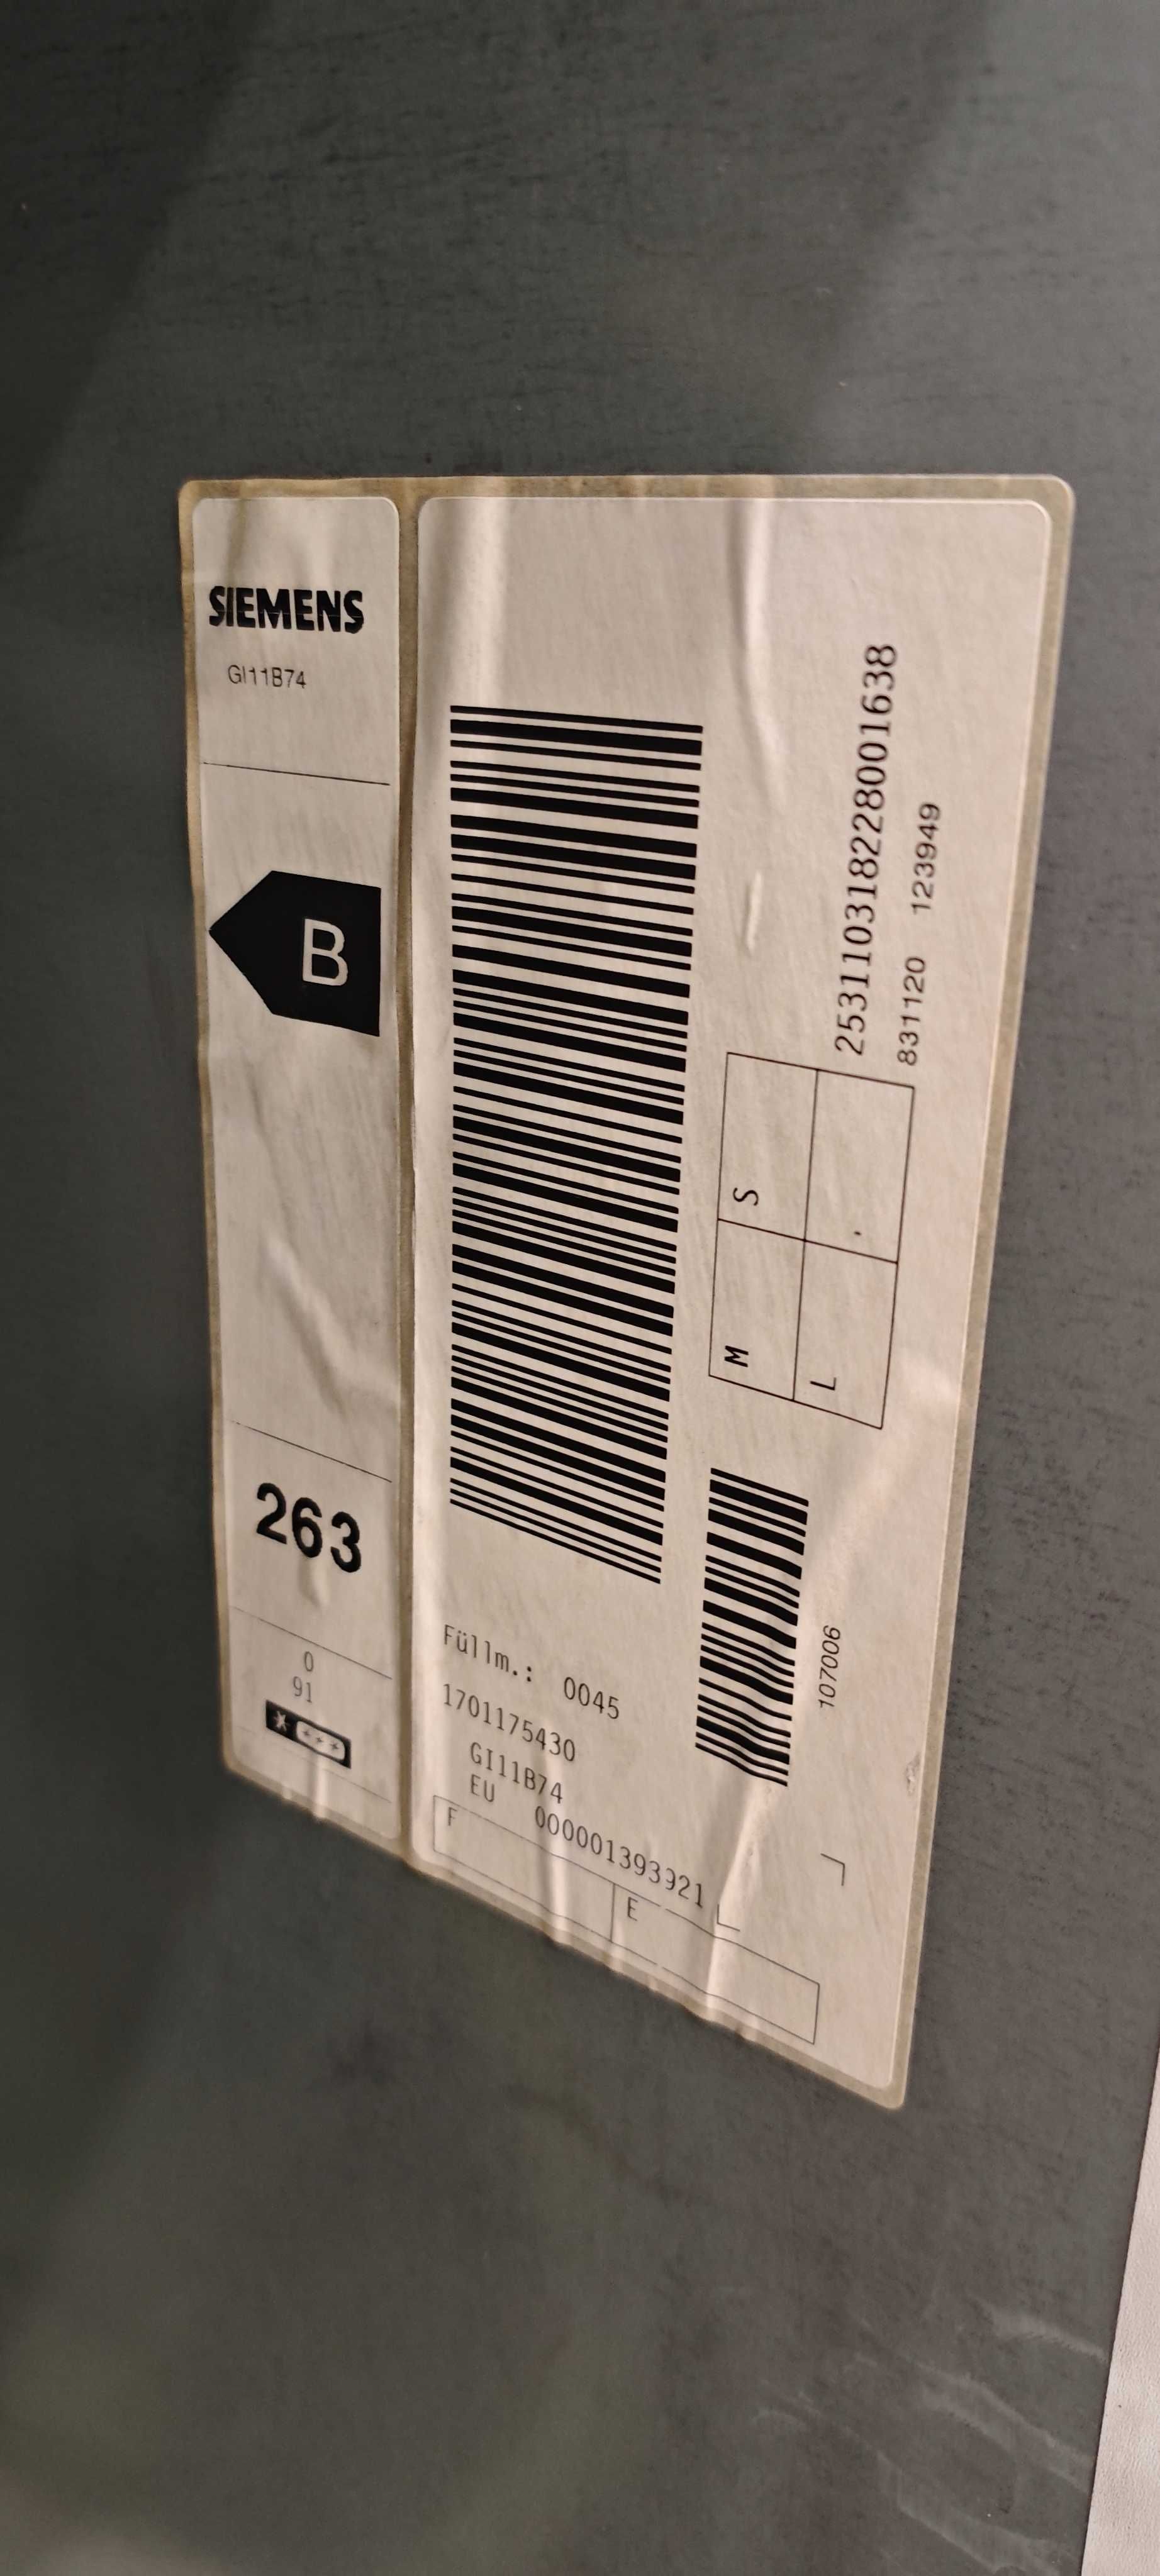 SIEMENS
GI11B74
B
263
0
91
253110318228001638
831120 123949
M
S
L
107006
Füllm.: 0045
1701175430
GI11B74
EU 000001393921
F
E